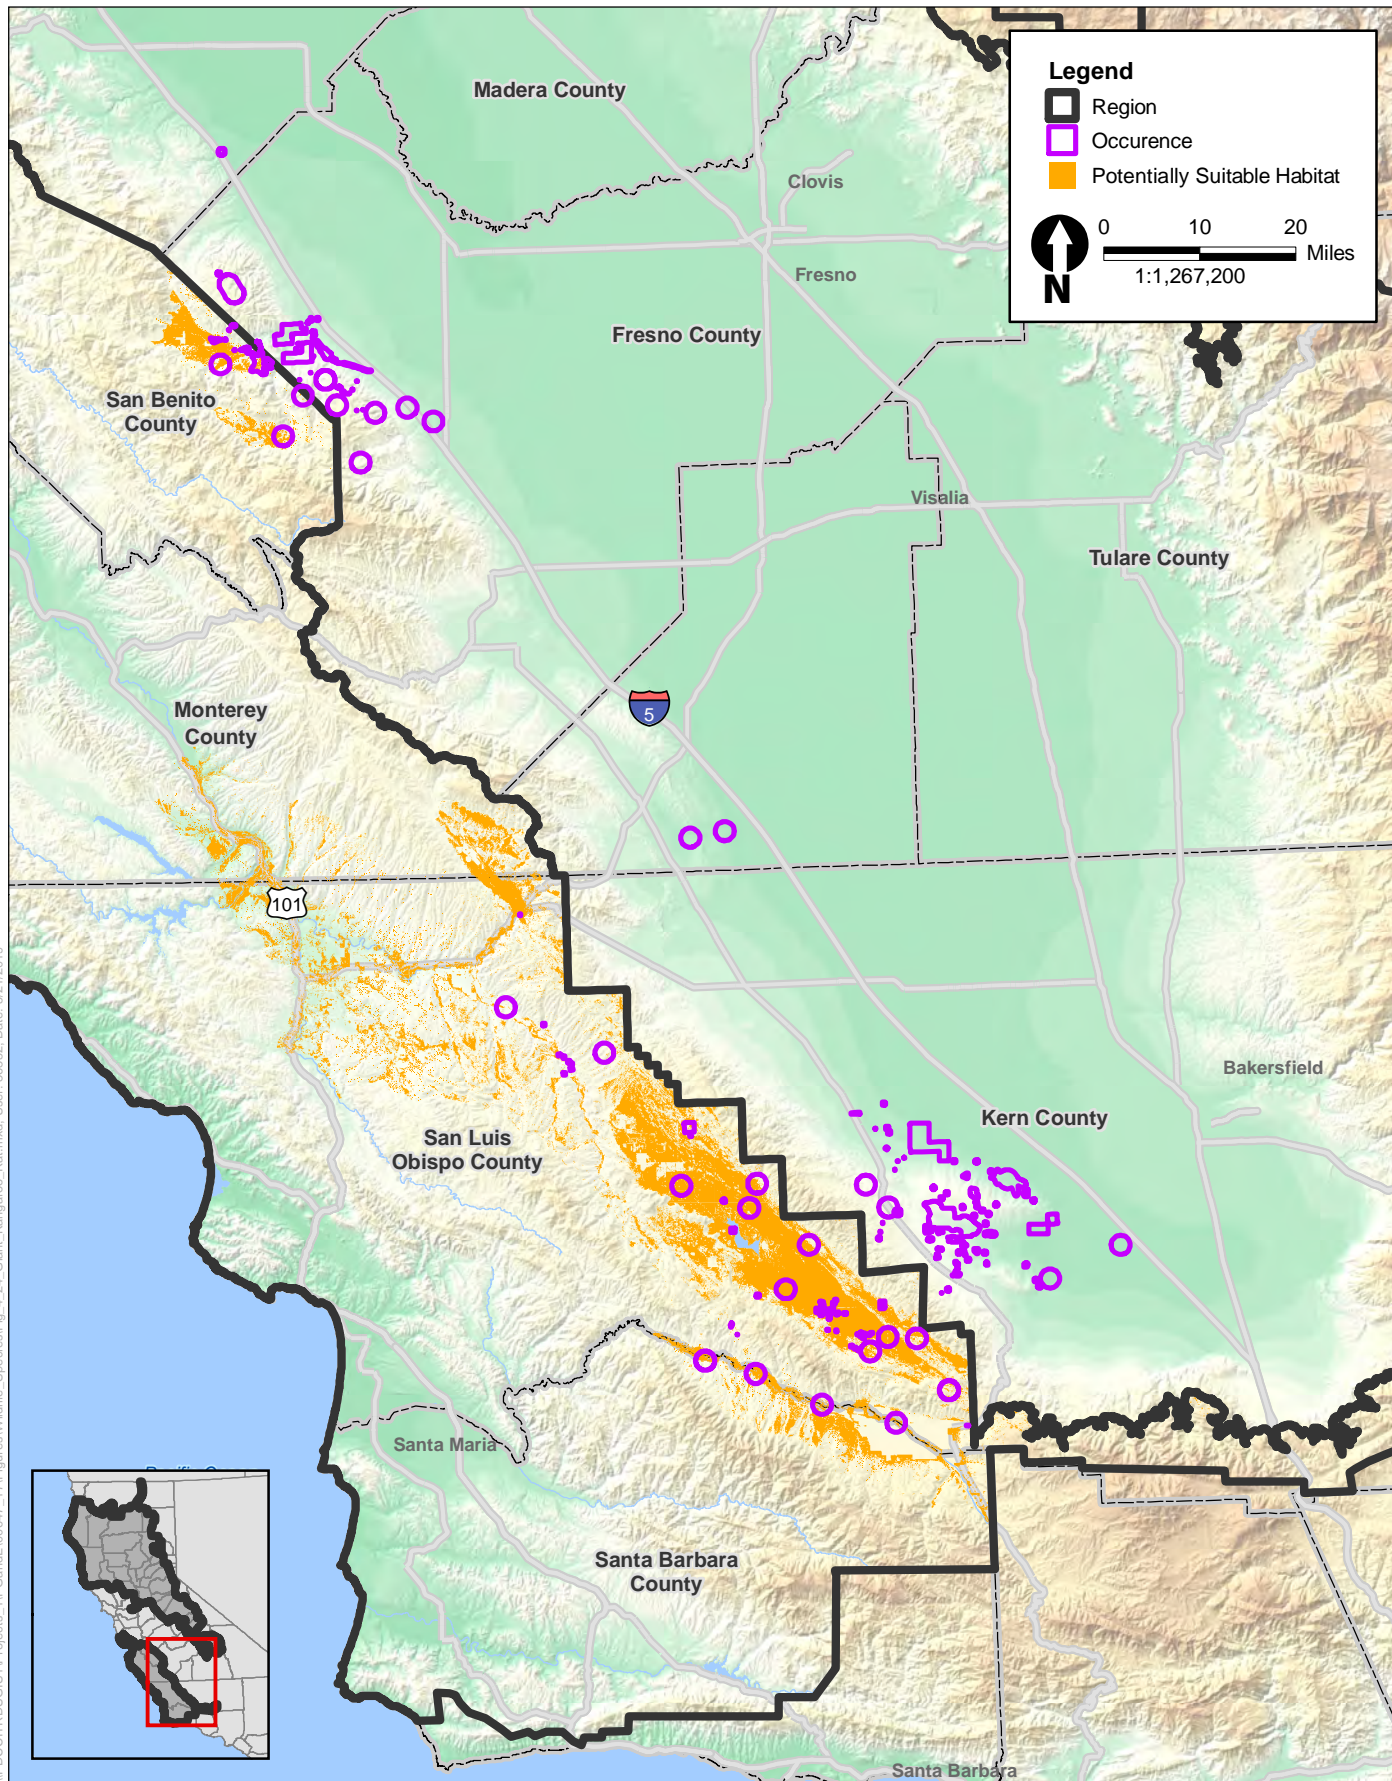 Legend
Region
Occurence
Potentially Suitable Habitat
0 10 20
Miles
1:1,267,200
N
Madera County
Clovis
Fresno
Fresno County
San Benito
County
Visalia
Tulare County
Monterey
County
5
101
Bakersfield
Kern County
San Luis
Obispo County
Santa Maria
Santa Barbara
County
Santa Barbara